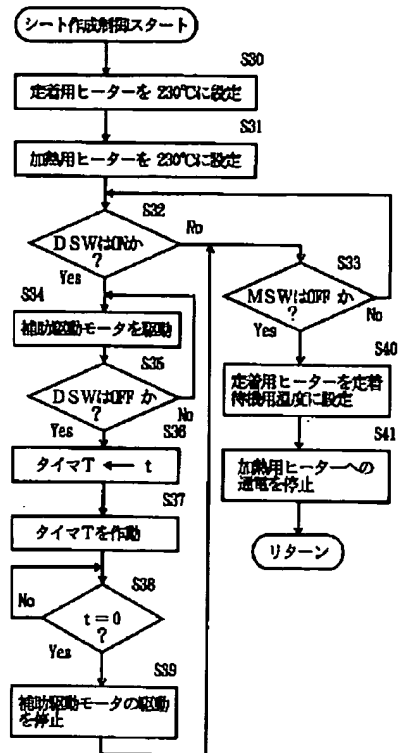 シート作成制御スタート
S30
定着用ヒーターを 230℃に設定
S31
加熱用ヒーターを 230℃に設定
S32
DSWはONか
?
No
Yes
S34
補助駆動モータを駆動
S35
DSWはOFF か
?
No
Yes
S36
タイマT ← t
S37
タイマTを作動
S38
No
t=0
?
Yes
S39
補助駆動モータの駆動
を停止
S33
MSWはOFF か
?
No
Yes
S40
定着用ヒーターを定着
待機用温度に設定
S41
加熱用ヒーターへの
通電を停止
リターン